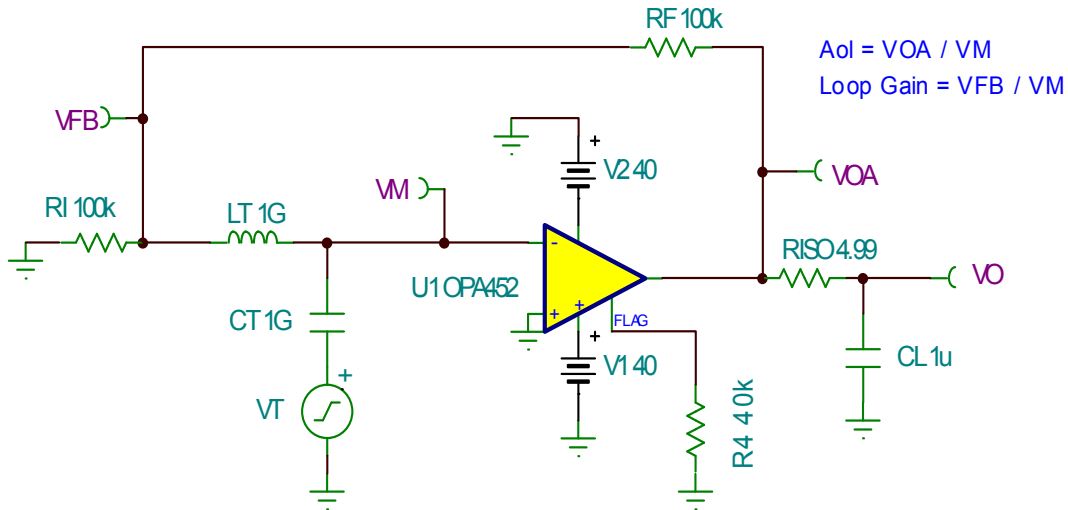 RF 100k
Aol = VOA / VM
Loop Gain = VFB / VM
VFB
V2 40
VM
VOA
RI 100k
LT 1G
-
+
+
U1 OPA452
RISO 4.99
VO
FLAG
CT 1G
+
+
+
V1 40
CL 1u
VT
R4 40k